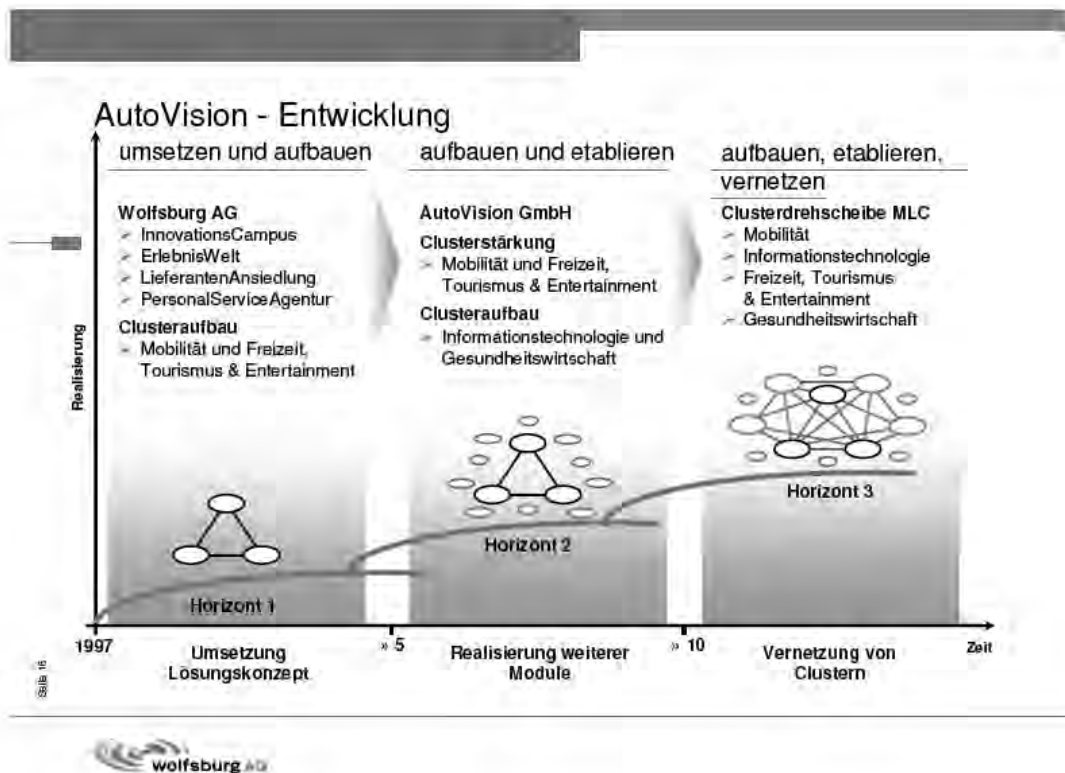 AutoVision - Entwicklung
umsetzen und aufbauen
Wolfsburg AG
➢ InnovationsCampus
➢ ErlebnisWelt
➢ LieferantenAnsiedlung
➢ PersonalServiceAgentur
Clusteraufbau
➢ Mobilität und Freizeit,
Tourismus & Entertainment
aufbauen und etablieren
AutoVision GmbH
Clusterstärkung
➢ Mobilität und Freizeit,
Tourismus & Entertainment
Clusteraufbau
➢ Informationstechnologie und
Gesundheitswirtschaft
aufbauen, etablieren,
vernetzen
Clusterdrehscheibe MLC
➢ Mobilität
➢ Informationstechnologie
➢ Freizeit, Tourismus
& Entertainment
➢ Gesundheitswirtschaft
Realisierung
Horizont 1
Horizont 2
Horizont 3
1997
» 5
» 10
Zeit
Umsetzung
Lösungskonzept
Realisierung weiterer
Module
Vernetzung von
Clustern
Seite 16
wolfsburg AG